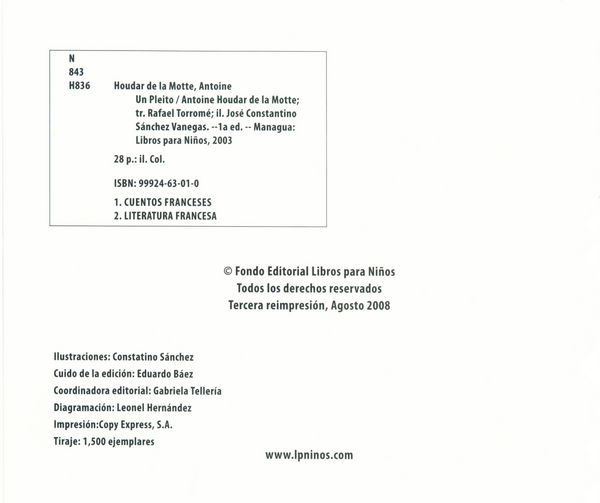 N
843
H836
Houdar de la Motte, Antoine
Un Pleito / Antoine Houdar de la Motte;
tr. Rafael Torromé; il. José Constantino
Sánchez Vanegas. --1a ed. -- Managua:
Libros para Niños, 2003
28 p.: il. Col.
ISBN: 99924-63-01-0
1. CUENTOS FRANCESES
2. LITERATURA FRANCESA
© Fondo Editorial Libros para Niños
Todos los derechos reservados
Tercera reimpresión, Agosto 2008
Ilustraciones: Constatino Sánchez
Cuido de la edición: Eduardo Báez
Coordinadora editorial: Gabriela Tellería
Diagramación: Leonel Hernández
Impresión:Copy Express, S.A.
Tiraje: 1,500 ejemplares
www.lpninos.com